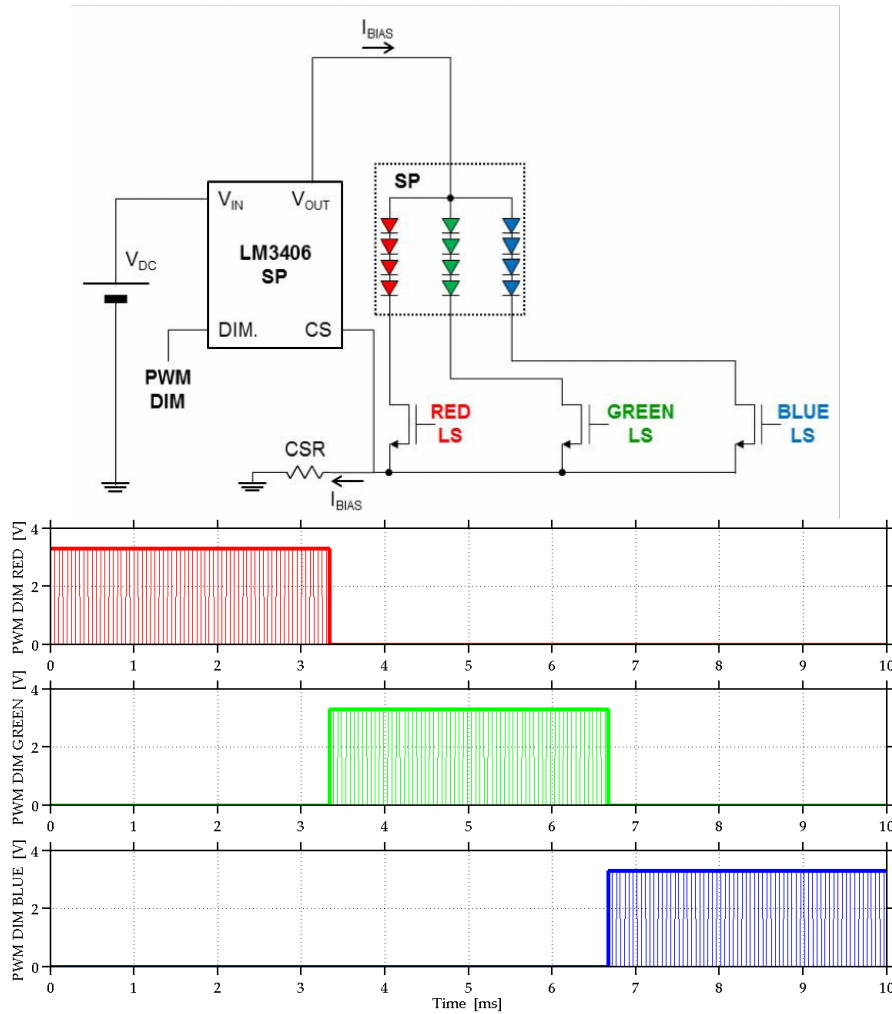 I_BIAS
SP
V_IN V_OUT
LM3406
SP
V_DC
DIM. CS
PWM
DIM
RED
LS
GREEN
LS
BLUE
LS
CSR
I_BIAS
PWM DIM RED [V]
4
2
0
0 1 2 3 4 5 6 7 8 9 10
PWM DIM GREEN [V]
4
2
0
0 1 2 3 4 5 6 7 8 9 10
PWM DIM BLUE [V]
4
2
0
0 1 2 3 4 5 6 7 8 9 10
Time [ms]